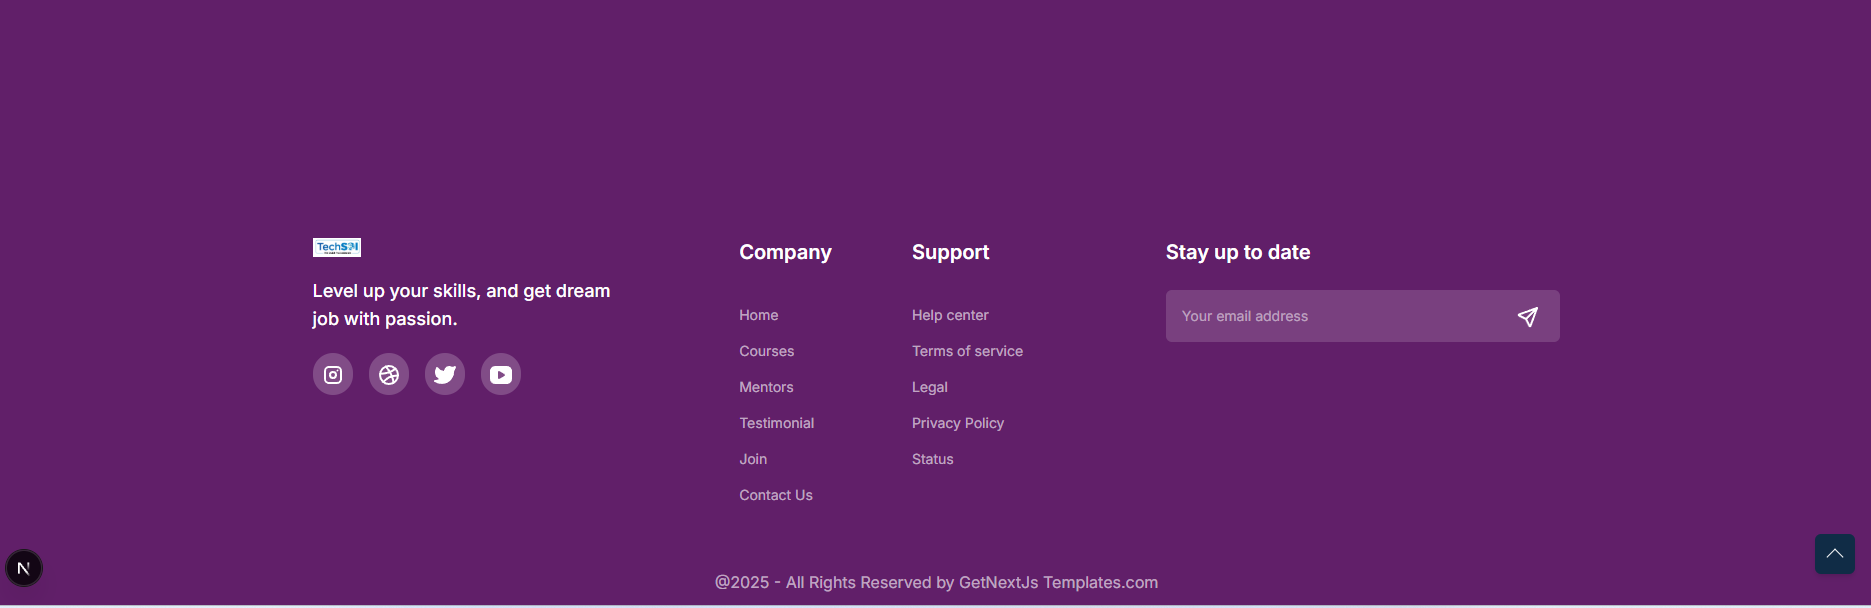 Level up your skills, and get dream
job with passion.
Company
Home
Courses
Mentors
Testimonial
Join
Contact Us
Support
Help center
Terms of service
Legal
Privacy Policy
Status
Stay up to date
Your email address
N
@2025 - All Rights Reserved by GetNextJs Templates.com